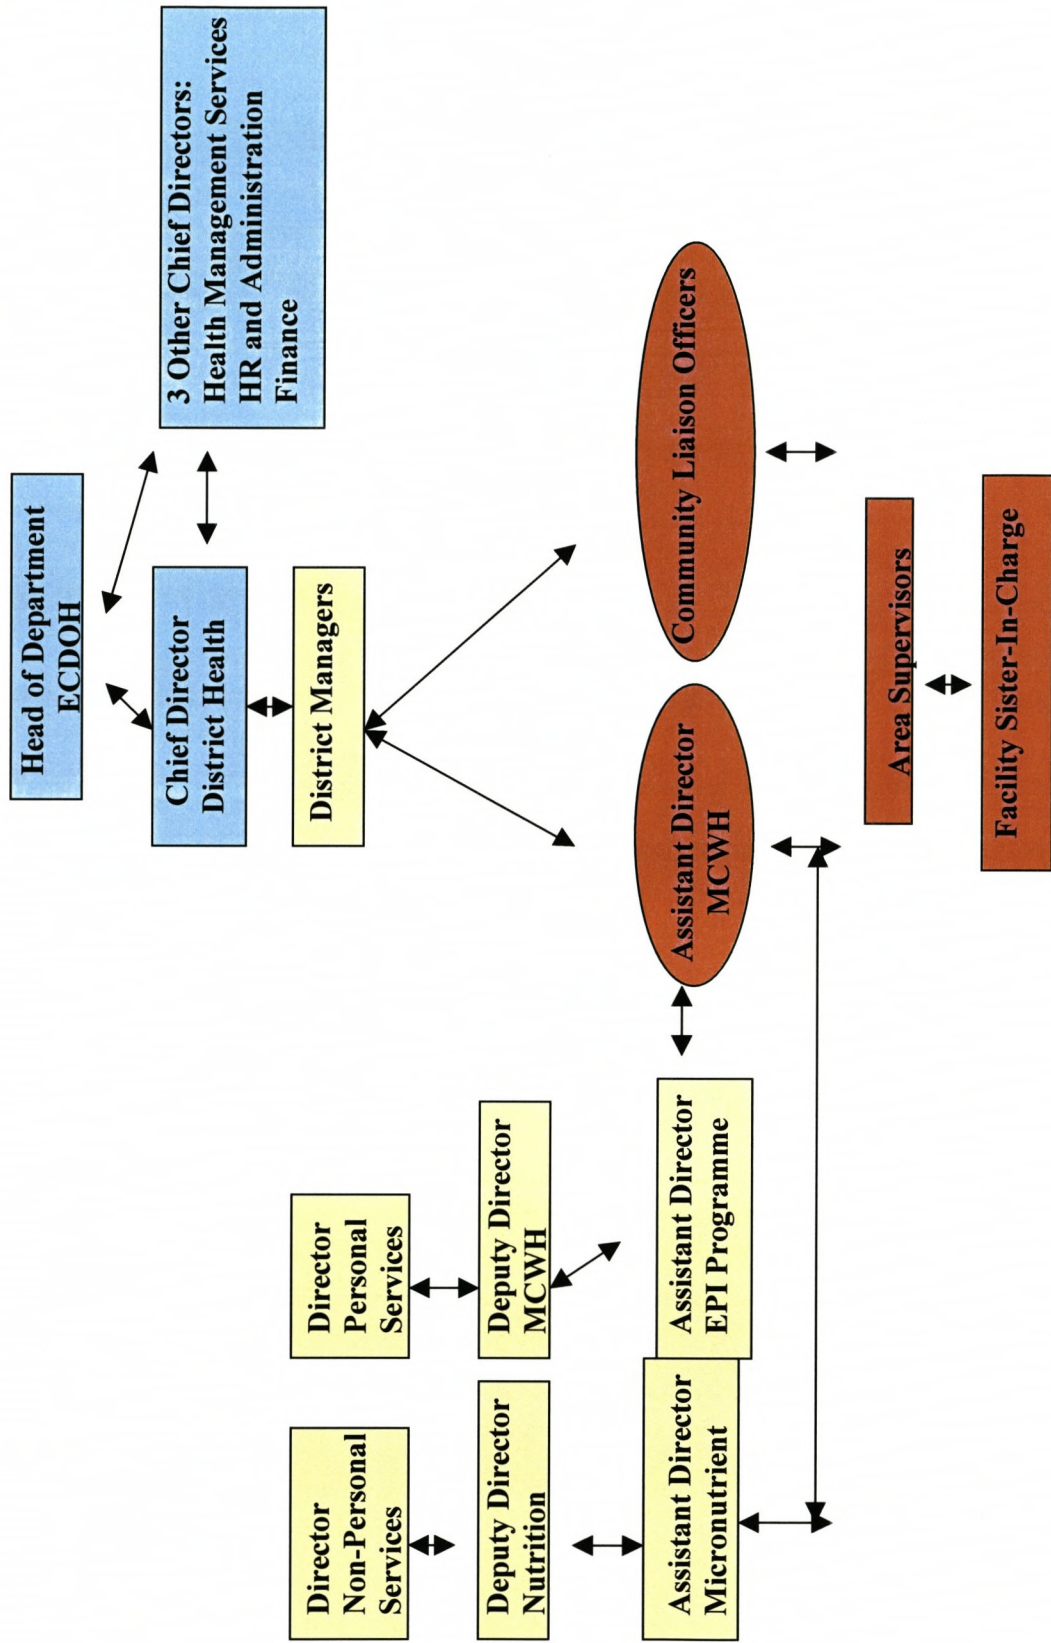 Head of Department
ECDOH
3 Other Chief Directors:
Health Management Services
HR and Administration
Finance
Chief Director
District Health
District Managers
Director
Non-Personal
Services
Director
Personal
Services
Deputy Director
Nutrition
Deputy Director
MCWH
Assistant Director
Micronutrient
Assistant Director
EPI Programme
Assistant Director
MCWH
Community Liaison Officers
Area Supervisors
Facility Sister-In-Charge